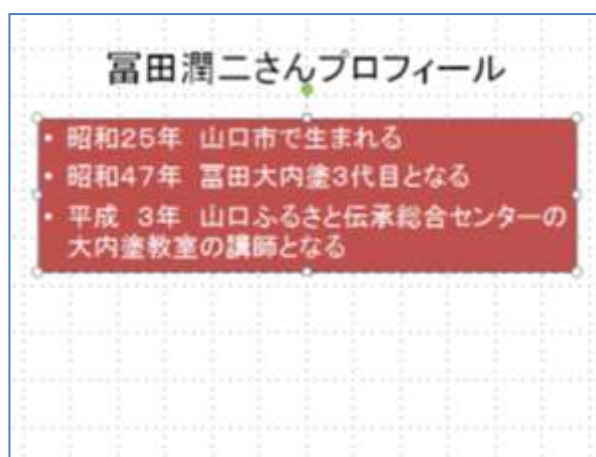 冨田潤二さんプロフィール
• 昭和25年 山口市で生まれる
• 昭和47年 冨田大内塗3代目となる
• 平成 3年 山口ふるさと伝承総合センターの
大内塗教室の講師となる